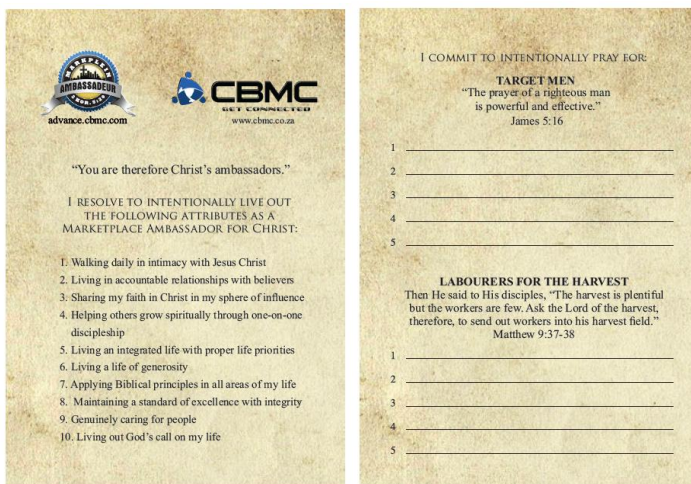 MARKPLEIN
AMBASSADEUR
2 KOR. 5:20
advance.cbmc.com
CBMC
GET CONNECTED
www.cbmc.co.za
“You are therefore Christ’s ambassadors.”
I RESOLVE TO INTENTIONALLY LIVE OUT
THE FOLLOWING ATTRIBUTES AS A
MARKETPLACE AMBASSADOR FOR CHRIST:
1. Walking daily in intimacy with Jesus Christ
2. Living in accountable relationships with believers
3. Sharing my faith in Christ in my sphere of influence
4. Helping others grow spiritually through one-on-one
discipleship
5. Living an integrated life with proper life priorities
6. Living a life of generosity
7. Applying Biblical principles in all areas of my life
8. Maintaining a standard of excellence with integrity
9. Genuinely caring for people
10. Living out God’s call on my life
I COMMIT TO INTENTIONALLY PRAY FOR:
TARGET MEN
“The prayer of a righteous man
is powerful and effective.”
James 5:16
1
2
3
4
5
LABOURERS FOR THE HARVEST
Then He said to His disciples, “The harvest is plentiful
but the workers are few. Ask the Lord of the harvest,
therefore, to send out workers into his harvest field.”
Matthew 9:37-38
1
2
3
4
5